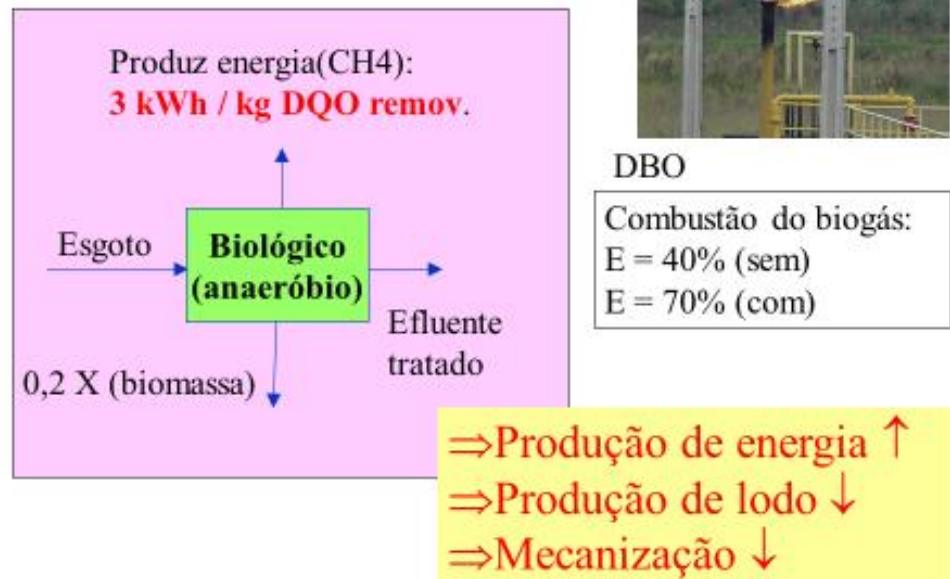 Produz energia(CH4):
3 kWh / kg DQO remov.
Esgoto
Biológico
(anaeróbio)
Efluente
tratado
0,2 X (biomassa)
DBO
Combustão do biogás:
E = 40% (sem)
E = 70% (com)
⇒Produção de energia ↑
⇒Produção de lodo ↓
⇒Mecanização ↓